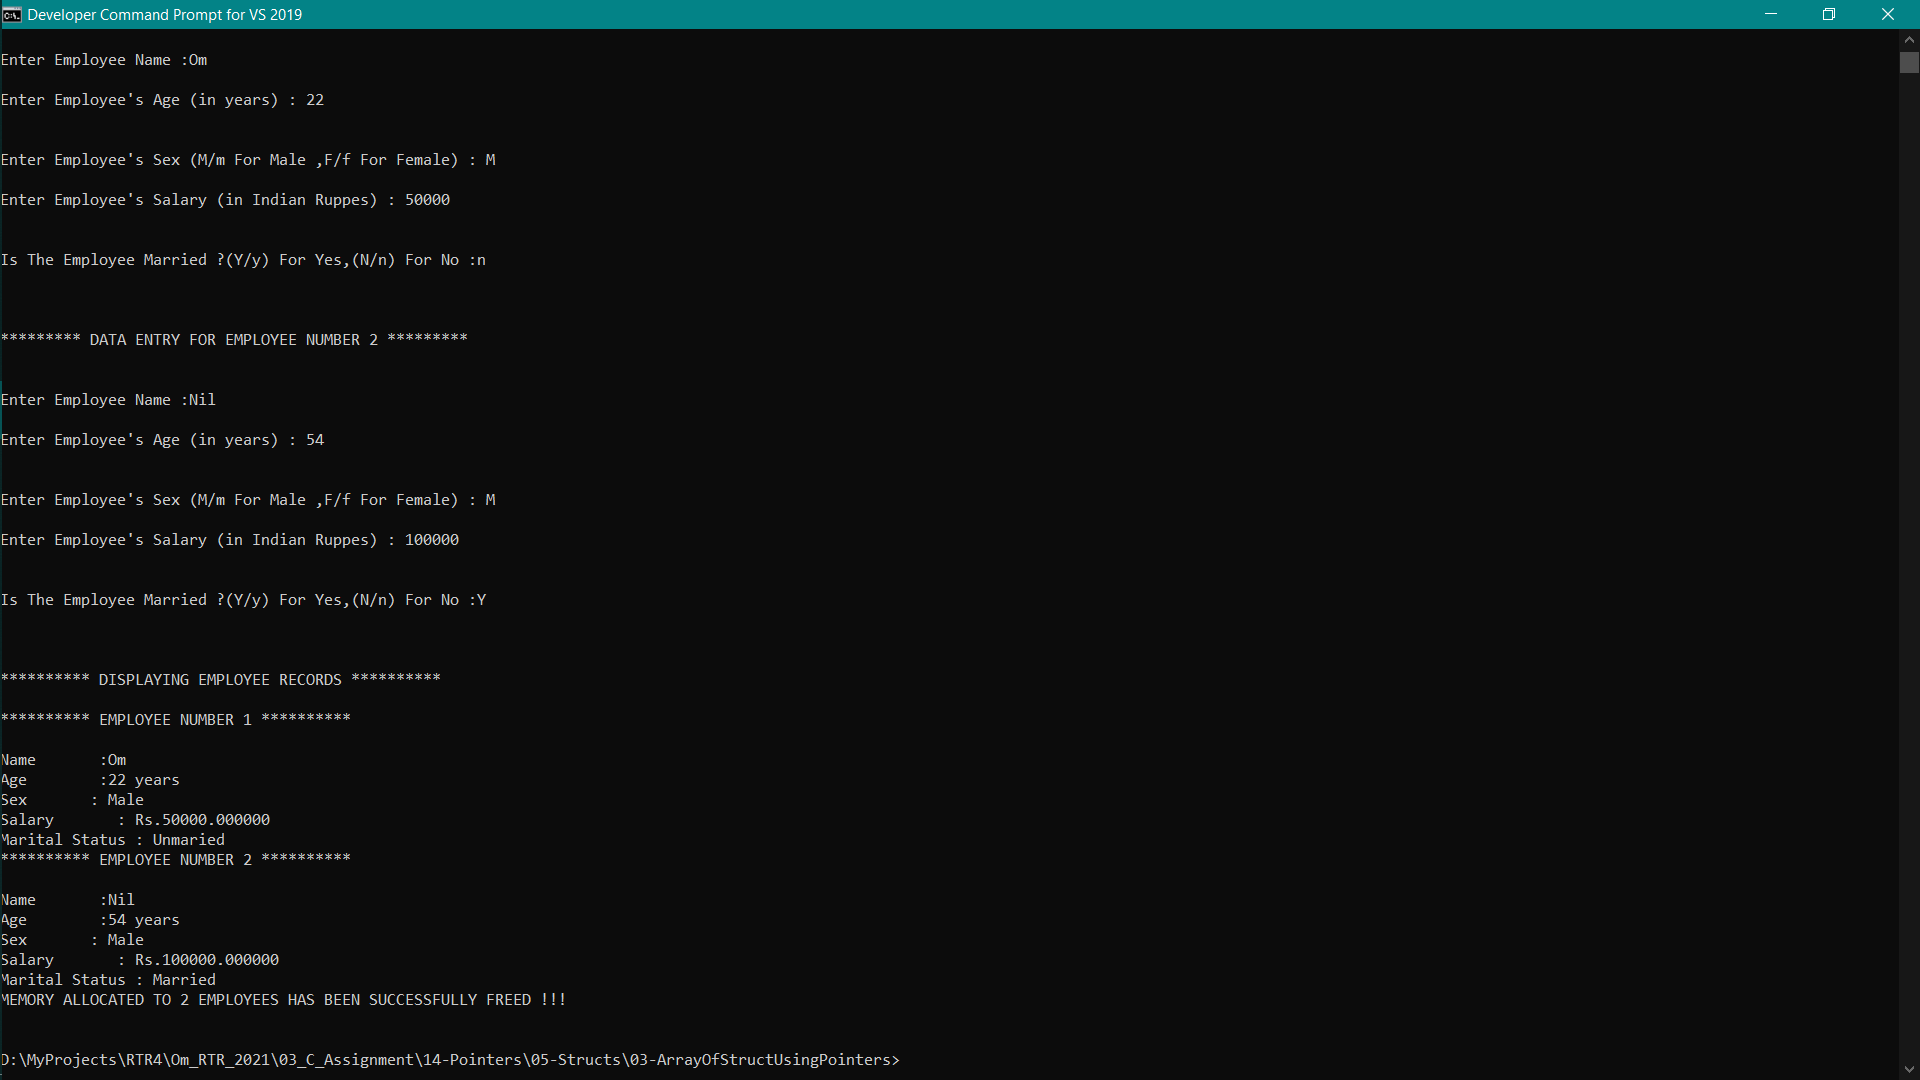 Developer Command Prompt for VS 2019
Enter Employee Name :Om
Enter Employee's Age (in years) : 22
Enter Employee's Sex (M/m For Male ,F/f For Female) : M
Enter Employee's Salary (in Indian Ruppes) : 50000
Is The Employee Married ?(Y/y) For Yes,(N/n) For No :n
********* DATA ENTRY FOR EMPLOYEE NUMBER 2 *********
Enter Employee Name :Nil
Enter Employee's Age (in years) : 54
Enter Employee's Sex (M/m For Male ,F/f For Female) : M
Enter Employee's Salary (in Indian Ruppes) : 100000
Is The Employee Married ?(Y/y) For Yes,(N/n) For No :Y
********** DISPLAYING EMPLOYEE RECORDS **********
********** EMPLOYEE NUMBER 1 **********
Name       :Om
Age        :22 years
Sex       : Male
Salary       : Rs.50000.000000
Marital Status : Unmaried
********** EMPLOYEE NUMBER 2 **********
Name       :Nil
Age        :54 years
Sex       : Male
Salary       : Rs.100000.000000
Marital Status : Married
MEMORY ALLOCATED TO 2 EMPLOYEES HAS BEEN SUCCESSFULLY FREED !!!
D:\MyProjects\RTR4\Om_RTR_2021\03_C_Assignment\14-Pointers\05-Structs\03-ArrayOfStructUsingPointers>